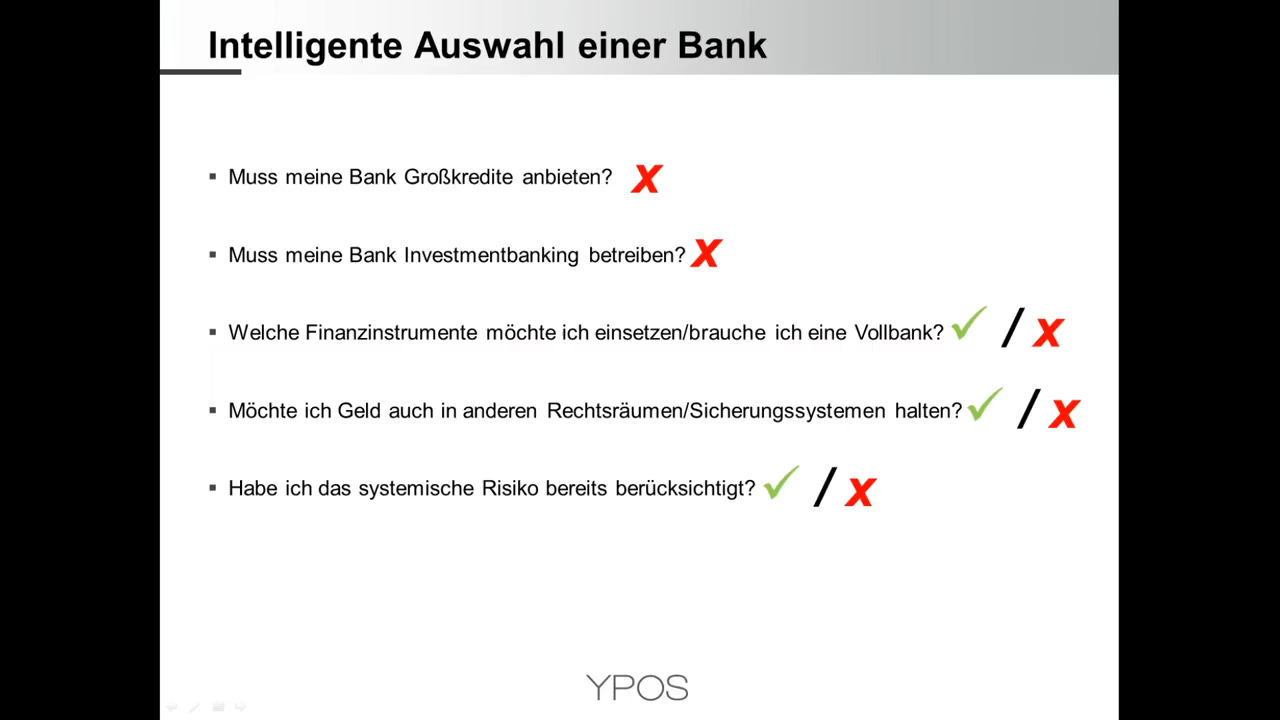 Intelligente Auswahl einer Bank
Muss meine Bank Großkredite anbieten? x
Muss meine Bank Investmentbanking betreiben? x
Welche Finanzinstrumente möchte ich einsetzen/brauche ich eine Vollbank? ✓ / x
Möchte ich Geld auch in anderen Rechtsräumen/Sicherungssystemen halten? ✓ / x
Habe ich das systemische Risiko bereits berücksichtigt? ✓ / x
YPOS